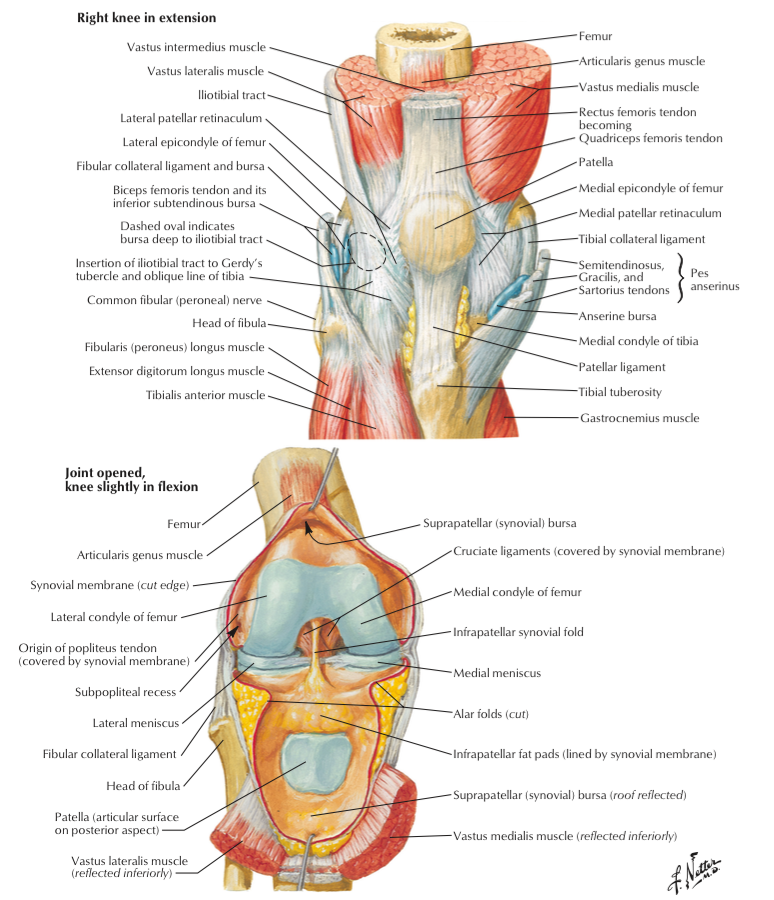 Right knee in extension
Vastus intermedius muscle
Vastus lateralis muscle
Iliotibial tract
Lateral patellar retinaculum
Lateral epicondyle of femur
Fibular collateral ligament and bursa
Biceps femoris tendon and its
inferior subtendinous bursa
Dashed oval indicates
bursa deep to iliotibial tract
Insertion of iliotibial tract to Gerdy's
tubercle and oblique line of tibia
Common fibular (peroneal) nerve
Head of fibula
Fibularis (peroneus) longus muscle
Extensor digitorum longus muscle
Tibialis anterior muscle
Femur
Articularis genus muscle
Vastus medialis muscle
Rectus femoris tendon
becoming
Quadriceps femoris tendon
Patella
Medial epicondyle of femur
Medial patellar retinaculum
Tibial collateral ligament
Semitendinosus,
Gracilis, and
Sartorius tendons
Pes
anserinus
Anserine bursa
Medial condyle of tibia
Patellar ligament
Tibial tuberosity
Gastrocnemius muscle
Joint opened,
knee slightly in flexion
Femur
Articularis genus muscle
Synovial membrane (cut edge)
Lateral condyle of femur
Origin of popliteus tendon
(covered by synovial membrane)
Subpopliteal recess
Lateral meniscus
Fibular collateral ligament
Head of fibula
Patella (articular surface
on posterior aspect)
Vastus lateralis muscle
(reflected inferiorly)
Suprapatellar (synovial) bursa
Cruciate ligaments (covered by synovial membrane)
Medial condyle of femur
Infrapatellar synovial fold
Medial meniscus
Alar folds (cut)
Infrapatellar fat pads (lined by synovial membrane)
Suprapatellar (synovial) bursa (roof reflected)
Vastus medialis muscle (reflected inferiorly)
F. Netter
M.D.